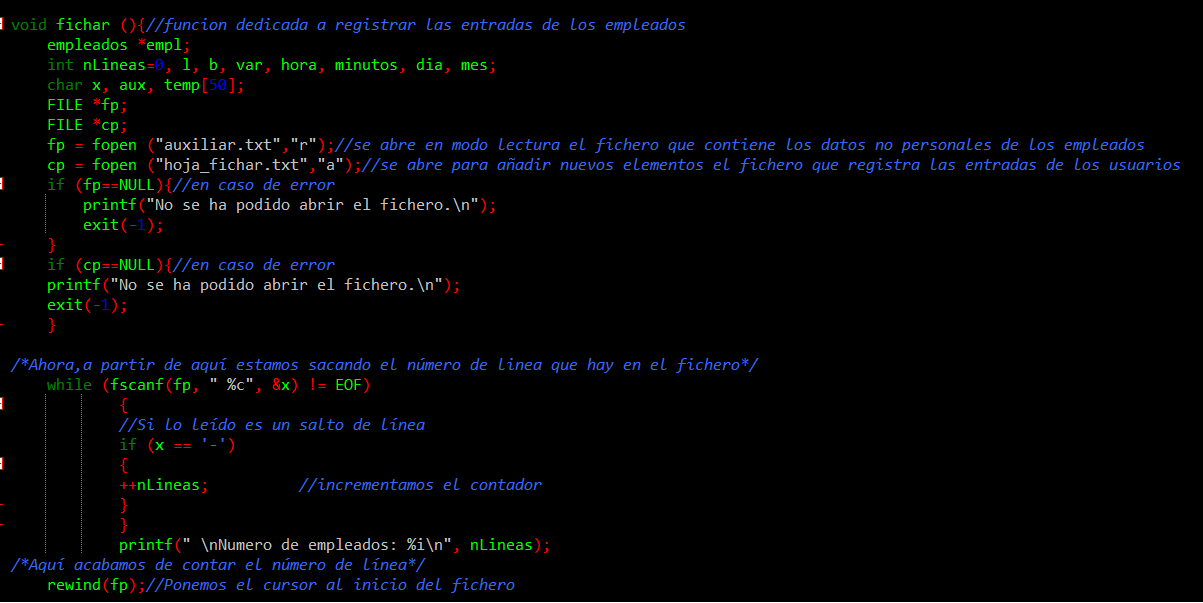 void fichar (){//funcion dedicada a registrar las entradas de los empleados
empleados *empl;
int nLineas=0, l, b, var, hora, minutos, dia, mes;
char x, aux, temp[50];
FILE *fp;
FILE *cp;
fp = fopen ("auxiliar.txt","r");//se abre en modo lectura el fichero que contiene los datos no personales de los empleados
cp = fopen ("hoja_fichar.txt","a");//se abre para añadir nuevos elementos el fichero que registra las entradas de los usuarios
if (fp==NULL){//en caso de error
printf("No se ha podido abrir el fichero.\n");
exit(-1);
}
if (cp==NULL){//en caso de error
printf("No se ha podido abrir el fichero.\n");
exit(-1);
}
/*Ahora,a partir de aquí estamos sacando el número de linea que hay en el fichero*/
while (fscanf(fp, " %c", &x) != EOF)
{
//Si lo leído es un salto de línea
if (x == '-')
{
++nLineas; //incrementamos el contador
}
}
printf(" \nNumero de empleados: %i\n", nLineas);
/*Aquí acabamos de contar el número de línea*/
rewind(fp);//Ponemos el cursor al inicio del fichero